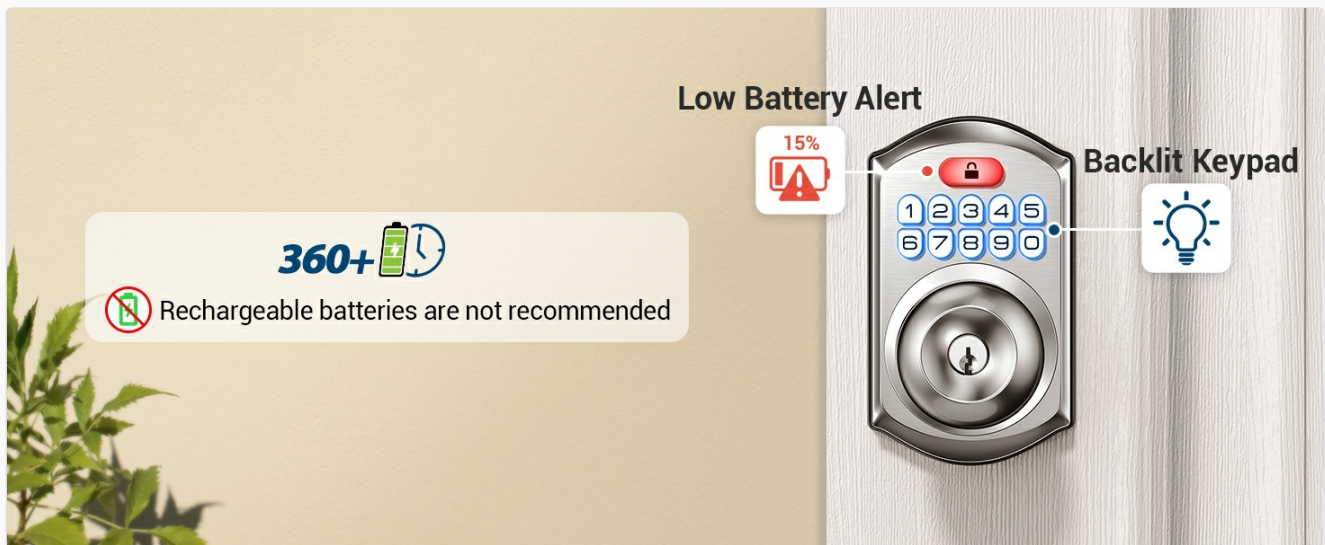 Low Battery Alert
15%
Backlit Keypad
1 2 3 4 5
6 7 8 9 0
360+
Rechargeable batteries are not recommended